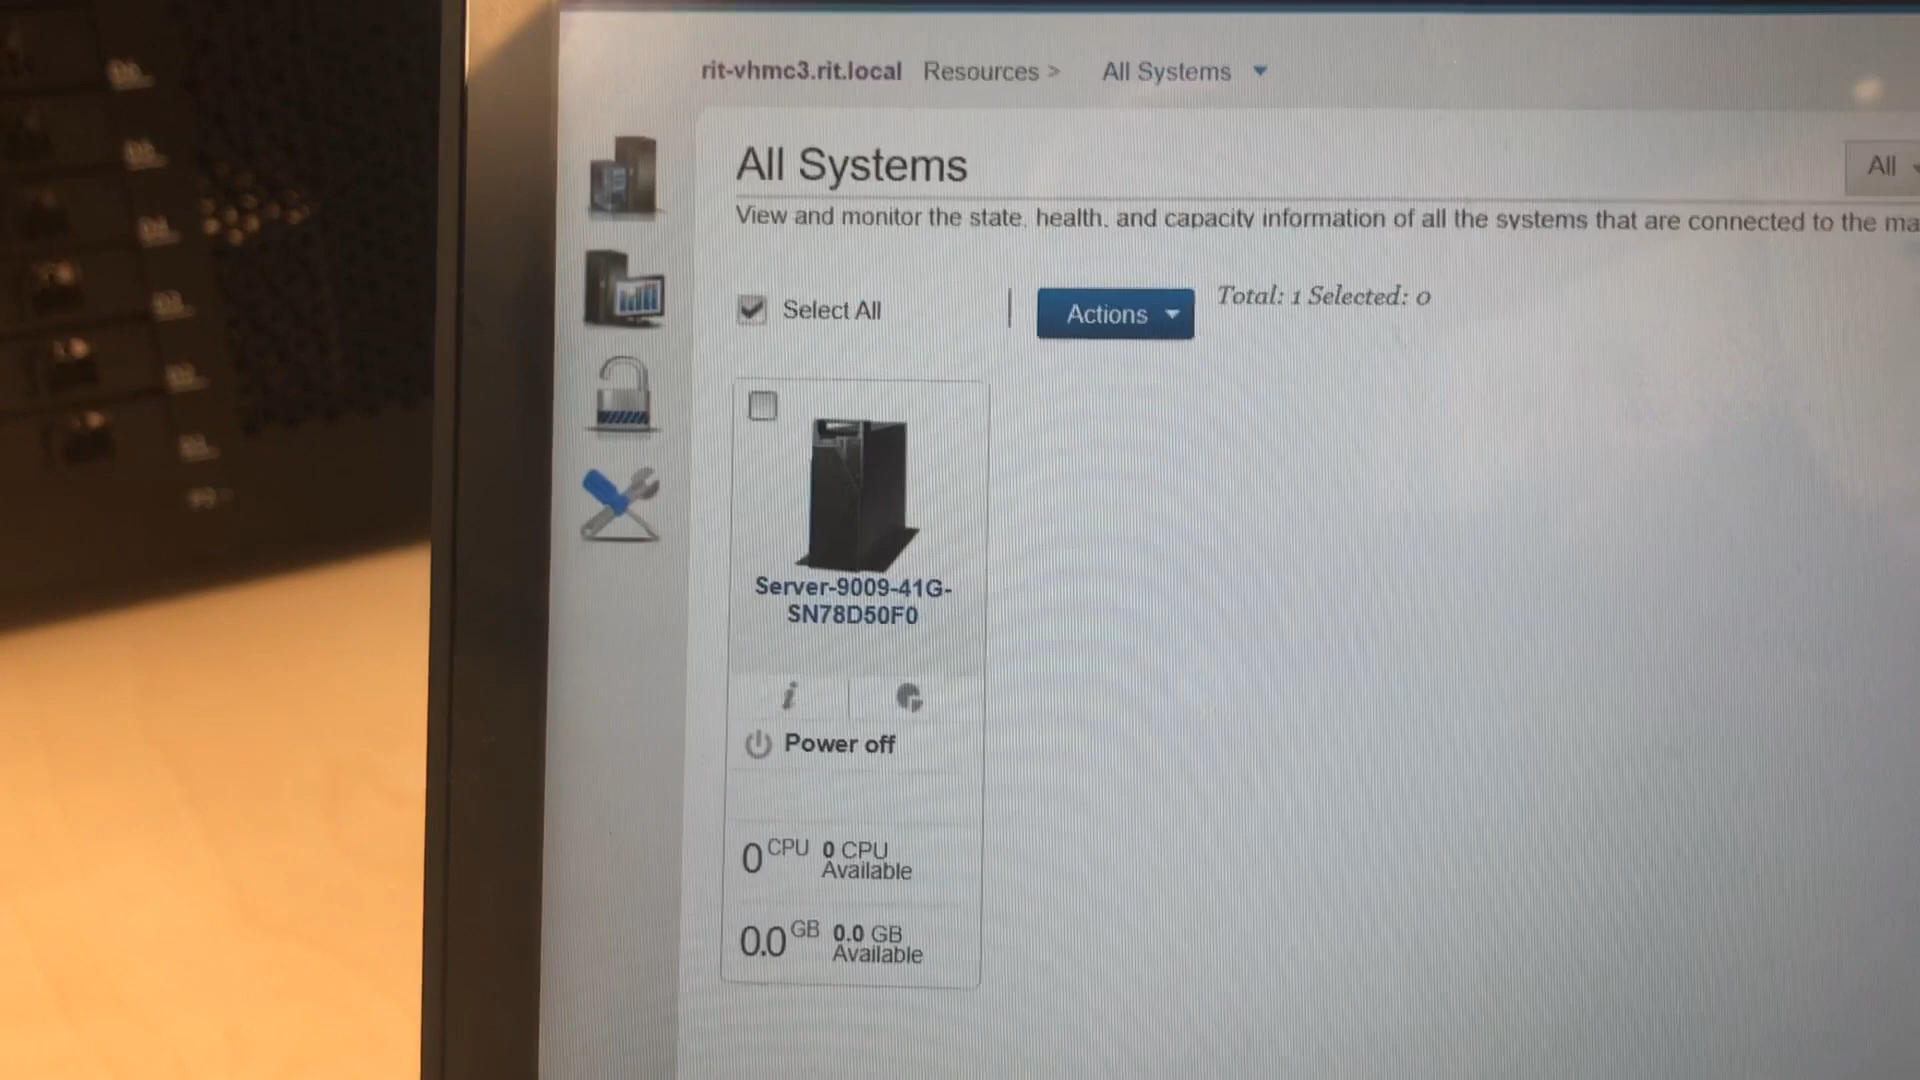 rit-vhmc3.rit.local Resources > All Systems
All Systems
All
View and monitor the state, health, and capacity information of all the systems that are connected to the ma
Select All
Actions
Total: 1 Selected: 0
Server-9009-41G-
SN78D50F0
i
Power off
0 CPU 0 CPU
Available
0.0 GB 0.0 GB
Available